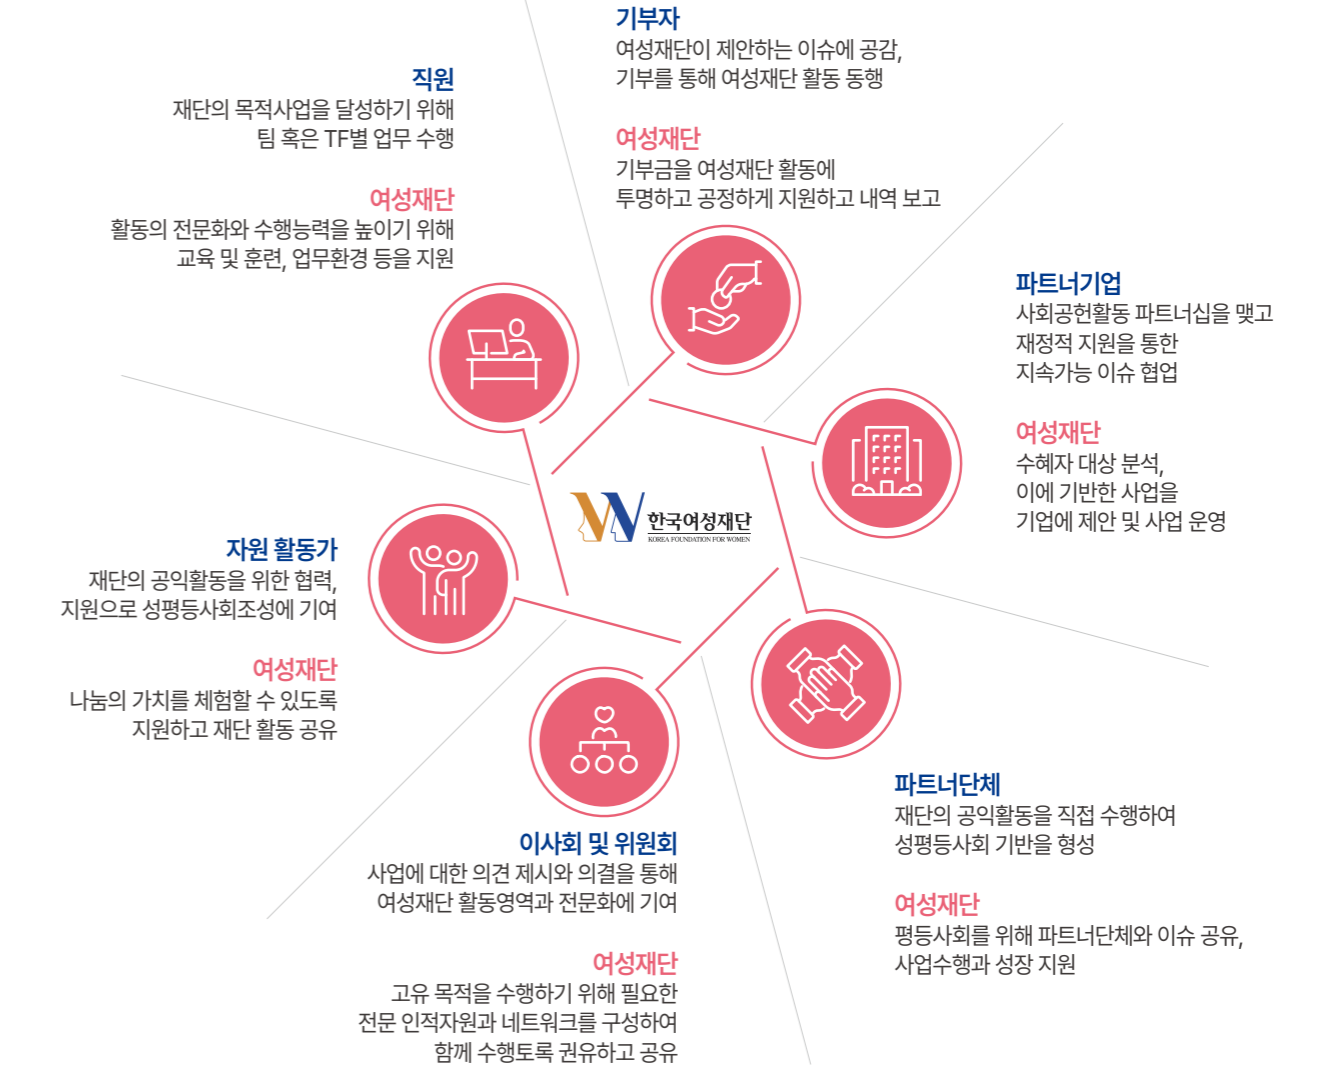 기부자
여성재단이 제안하는 이슈에 공감,
기부를 통해 여성재단 활동 동행
여성재단
기부금을 여성재단 활동에
투명하고 공정하게 지원하고 내역 보고
직원
재단의 목적사업을 달성하기 위해
팀 혹은 TF별 업무 수행
여성재단
활동의 전문화와 수행능력을 높이기 위해
교육 및 훈련, 업무환경 등을 지원
파트너기업
사회공헌활동 파트너십을 맺고
재정적 지원을 통한
지속가능 이슈 협업
여성재단
수혜자 대상 분석,
이에 기반한 사업을
기업에 제안 및 사업 운영
한국여성재단
KOREA FOUNDATION FOR WOMEN
자원 활동가
재단의 공익활동을 위한 협력,
지원으로 성평등사회조성에 기여
여성재단
나눔의 가치를 체험할 수 있도록
지원하고 재단 활동 공유
파트너단체
재단의 공익활동을 직접 수행하여
성평등사회 기반을 형성
여성재단
평등사회를 위해 파트너단체와 이슈 공유,
사업수행과 성장 지원
이사회 및 위원회
사업에 대한 의견 제시와 의결을 통해
여성재단 활동영역과 전문화에 기여
여성재단
고유 목적을 수행하기 위해 필요한
전문 인적자원과 네트워크를 구성하여
함께 수행토록 권유하고 공유